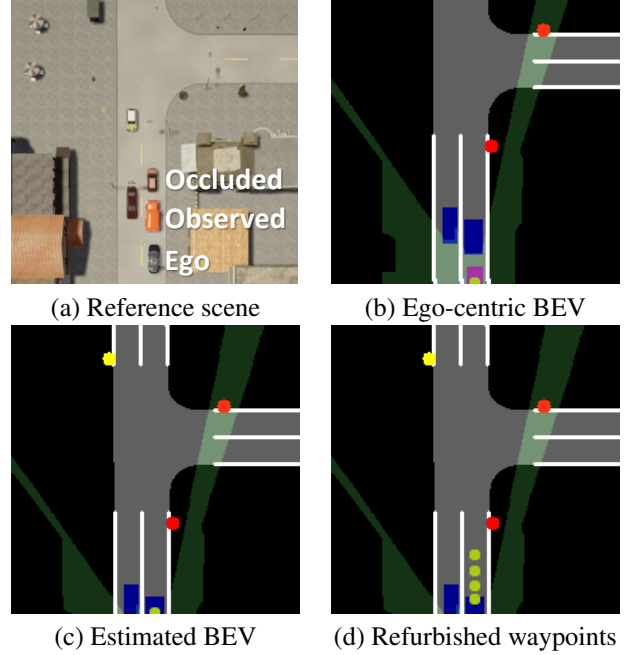 Occluded
Observed
Ego
(a) Reference scene
(b) Ego-centric BEV
(c) Estimated BEV
(d) Refurbished waypoints